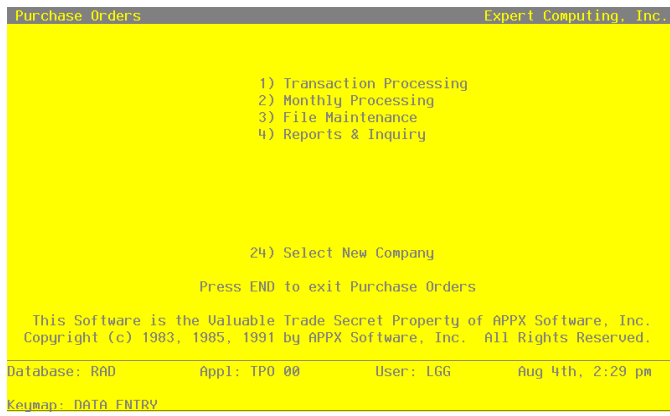 Purchase Orders Expert Computing, Inc.
1) Transaction Processing
2) Monthly Processing
3) File Maintenance
4) Reports & Inquiry
24) Select New Company
Press END to exit Purchase Orders
This Software is the Valuable Trade Secret Property of APPX Software, Inc.
Copyright (c) 1983, 1985, 1991 by APPX Software, Inc. All Rights Reserved.
Database: RAD Appl: TPO 00 User: LGG Aug 4th, 2:29 pm
Keymap: DATA ENTRY